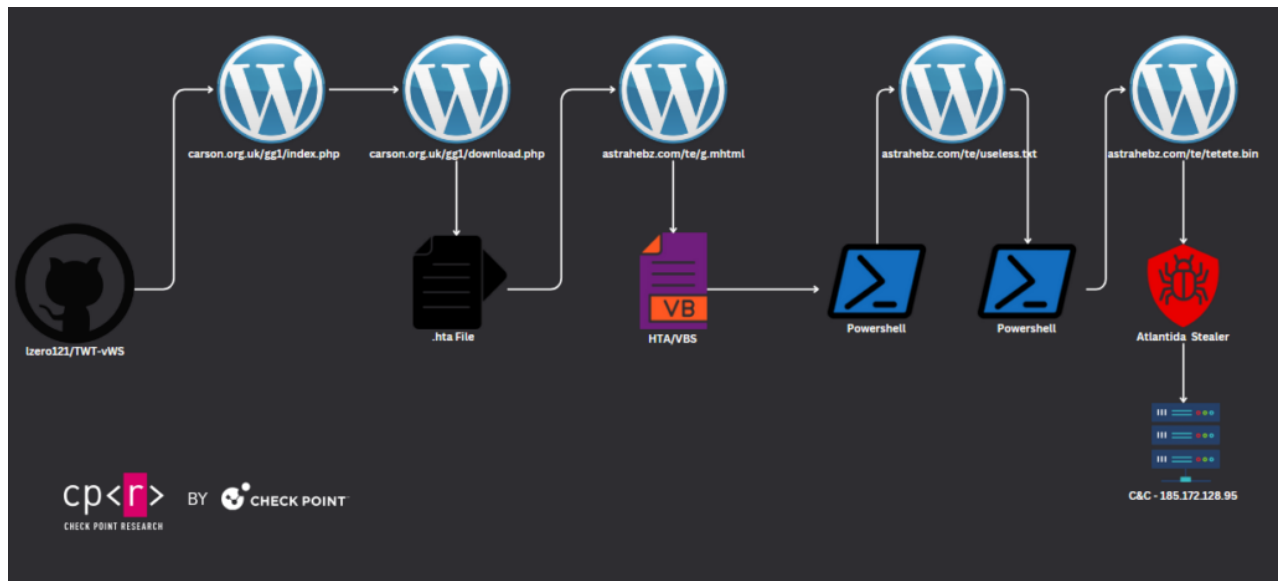 carson.org.uk/gg1/index.php
carson.org.uk/gg1/download.php
astrahebz.com/te/g.mhtml
astrahebz.com/te/useless.txt
astrahebz.com/te/tetete.bin
lzero121/TWT-vWS
.hta File
VB
HTA/VBS
Powershell
Powershell
Atlantida Stealer
C&C - 185.172.128.95
cp<r>
CHECK POINT RESEARCH
BY
CHECK POINT